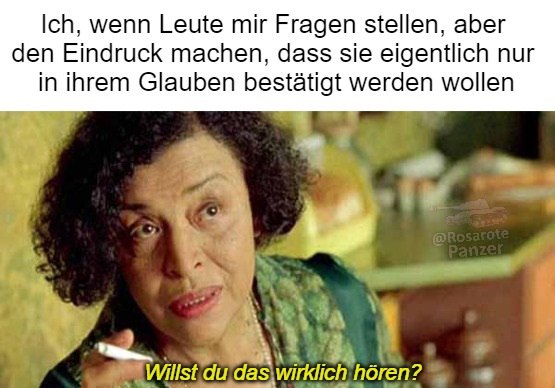 Ich, wenn Leute mir Fragen stellen, aber
den Eindruck machen, dass sie eigentlich nur
in ihrem Glauben bestätigt werden wollen
@Rosarote
Panzer
Willst du das wirklich hören?